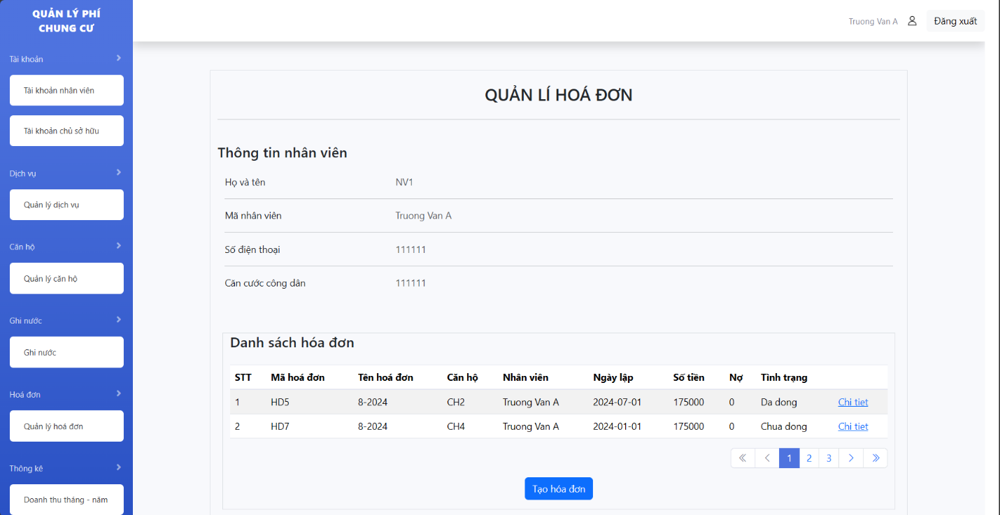 QUẢN LÝ PHÍ
CHUNG CƯ
Truong Van A
Đăng xuất
Tài khoản
Tài khoản nhân viên
Tài khoản chủ sở hữu
Dịch vụ
Quản lý dịch vụ
Căn hộ
Quản lý căn hộ
Ghi nước
Ghi nước
Hoá đơn
Quản lý hoá đơn
Thống kê
Doanh thu tháng - năm
QUẢN LÍ HOÁ ĐƠN
Thông tin nhân viên
Họ và tên NV1
Mã nhân viên Truong Van A
Số điện thoại 111111
Căn cước công dân 111111
Danh sách hóa đơn
STT Mã hoá đơn Tên hoá đơn Căn hộ Nhân viên Ngày lập Số tiền Nợ Tình trạng
1 HD5 8-2024 CH2 Truong Van A 2024-07-01 175000 0 Da dong Chi tiet
2 HD7 8-2024 CH4 Truong Van A 2024-01-01 175000 0 Chua dong Chi tiet
« < 1 2 3 > »
Tạo hóa đơn